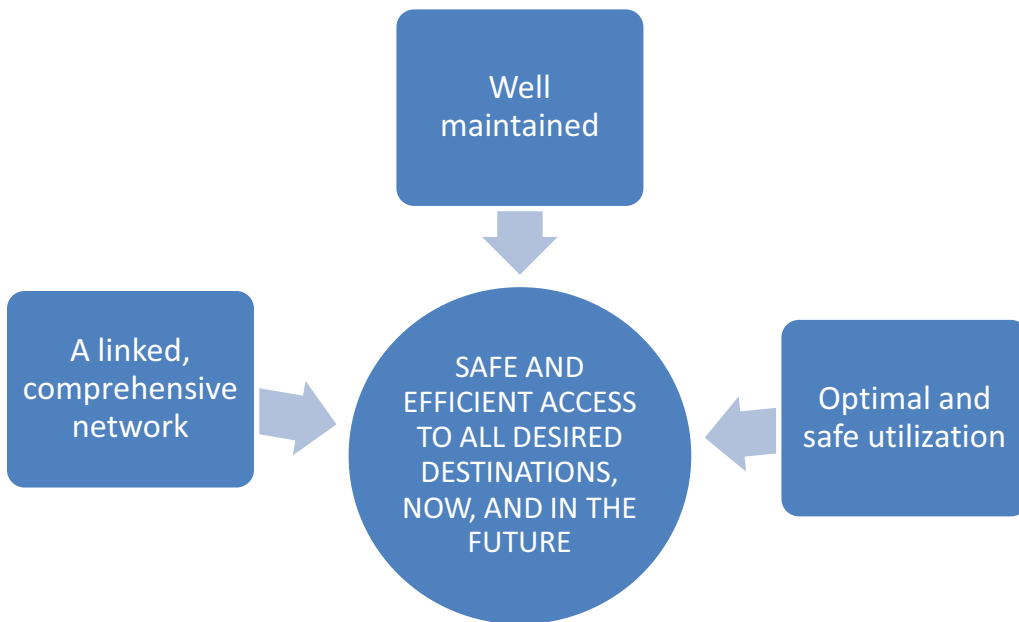 Well
maintained
A linked,
comprehensive
network
SAFE AND
EFFICIENT ACCESS
TO ALL DESIRED
DESTINATIONS,
NOW, AND IN THE
FUTURE
Optimal and
safe utilization